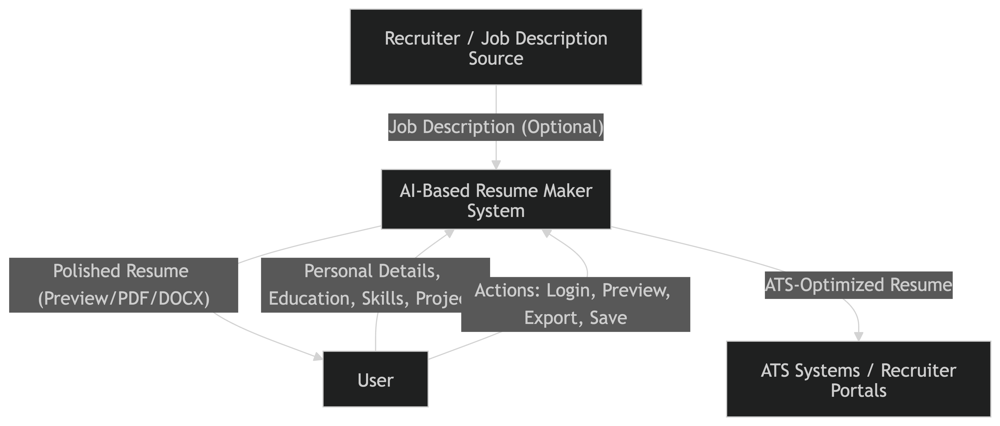 Recruiter / Job Description
Source
Job Description (Optional)
AI-Based Resume Maker
System
Polished Resume
(Preview/PDF/DOCX)
Personal Details,
Education, Skills,
Actions: Login, Preview,
Export, Save
ATS-Optimized Resume
User
ATS Systems / Recruiter
Portals